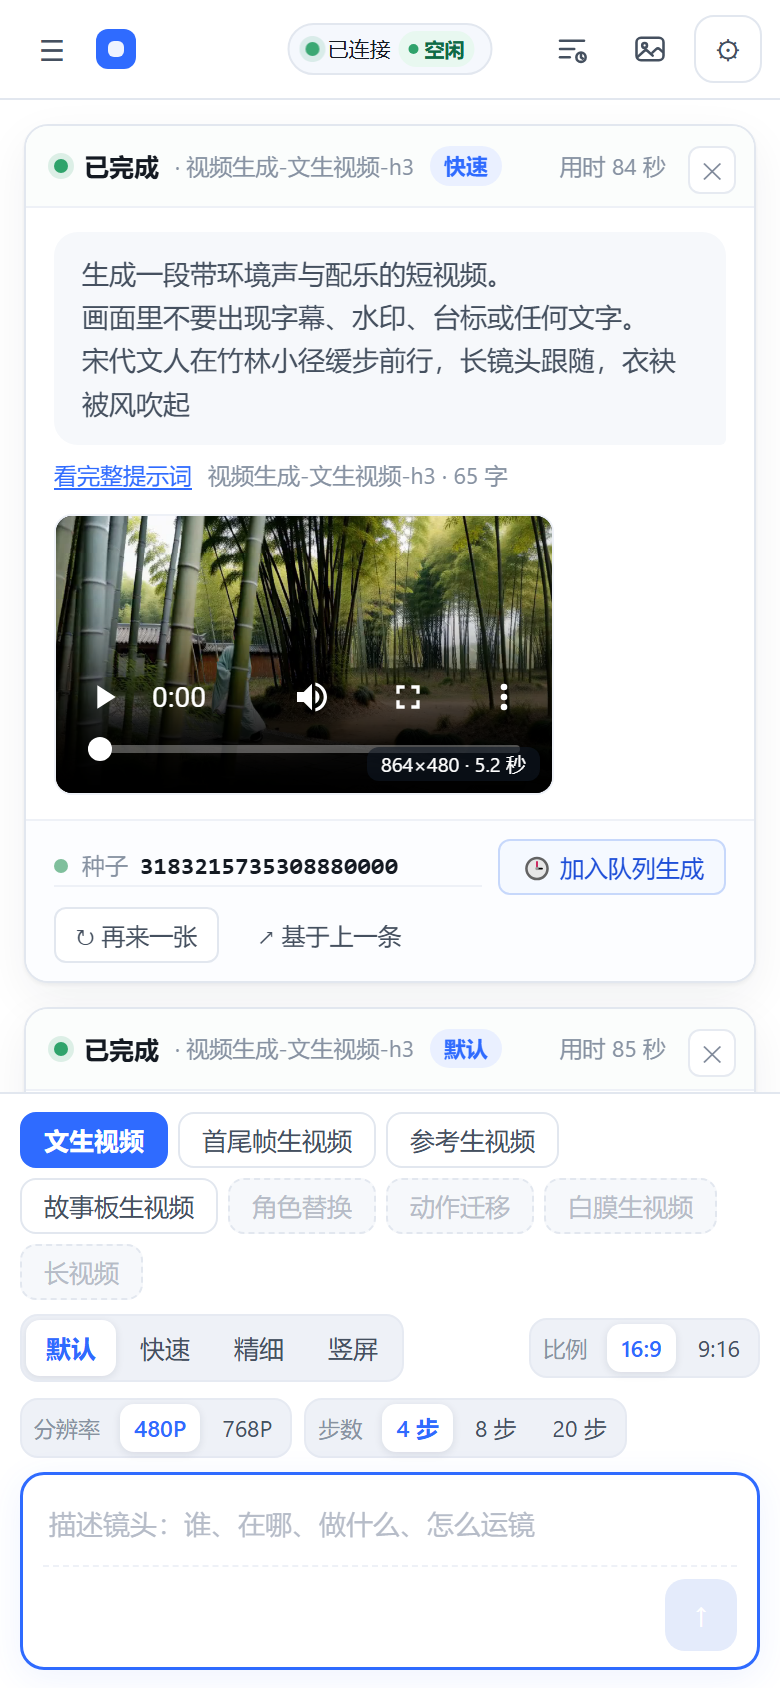 已连接 空闲
已完成 · 视频生成-文生视频-h3 快速 用时 84 秒
生成一段带环境声与配乐的短视频。
画面里不要出现字幕、水印、台标或任何文字。
宋代文人在竹林小径缓步前行，长镜头跟随，衣袂
被风吹起
看完整提示词 视频生成-文生视频-h3 · 65 字
0:00
864×480 · 5.2 秒
种子 3183215735308880000 加入队列生成
↻ 再来一张 ↗ 基于上一条
已完成 · 视频生成-文生视频-h3 默认 用时 85 秒
文生视频 首尾帧生视频 参考生视频
故事板生视频 角色替换 动作迁移 白膜生视频
长视频
默认 快速 精细 竖屏 比例 16:9 9:16
分辨率 480P 768P 步数 4 步 8 步 20 步
描述镜头：谁、在哪、做什么、怎么运镜